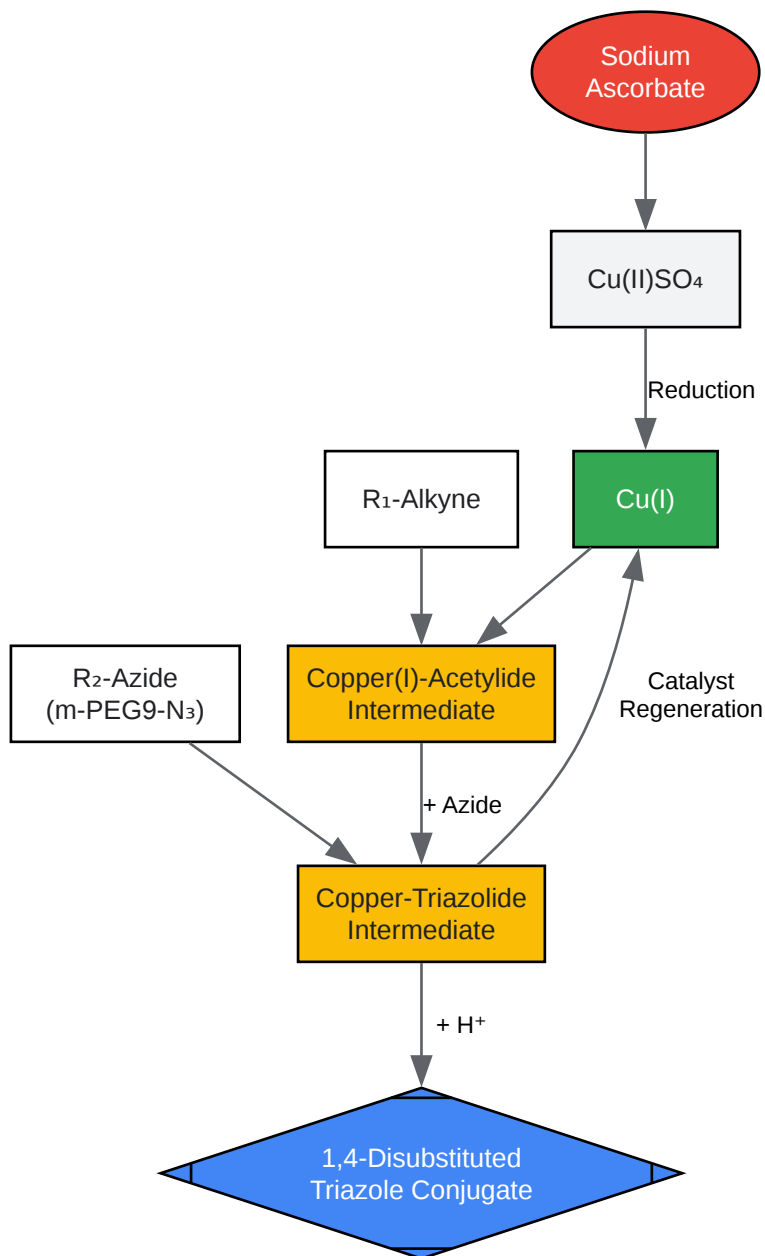 Sodium
Ascorbate
Cu(II)SO₄
Reduction
R₁-Alkyne
Cu(I)
R₂-Azide
(m-PEG9-N₃)
Copper(I)-Acetylide
Intermediate
Catalyst
Regeneration
+ Azide
Copper-Triazolide
Intermediate
+ H⁺
1,4-Disubstituted
Triazole Conjugate